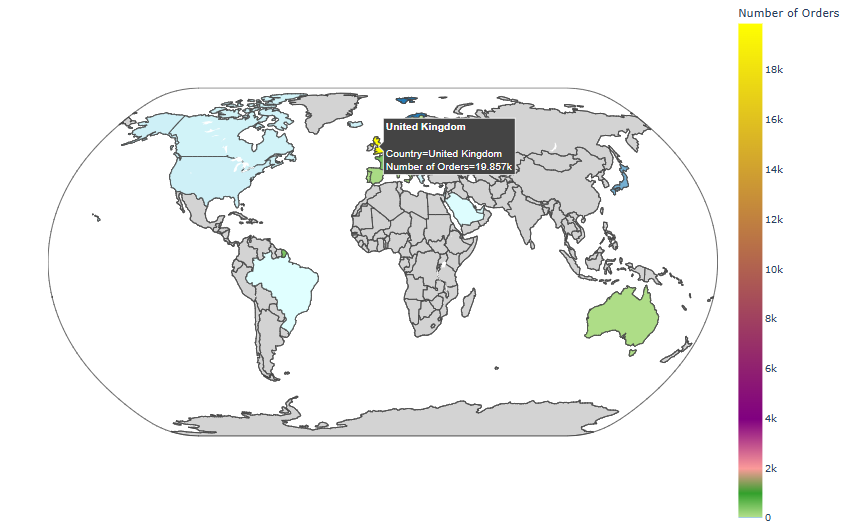 Number of Orders
18k
16k
14k
12k
10k
8k
6k
4k
2k
0
United Kingdom
Country=United Kingdom
Number of Orders=19.857k